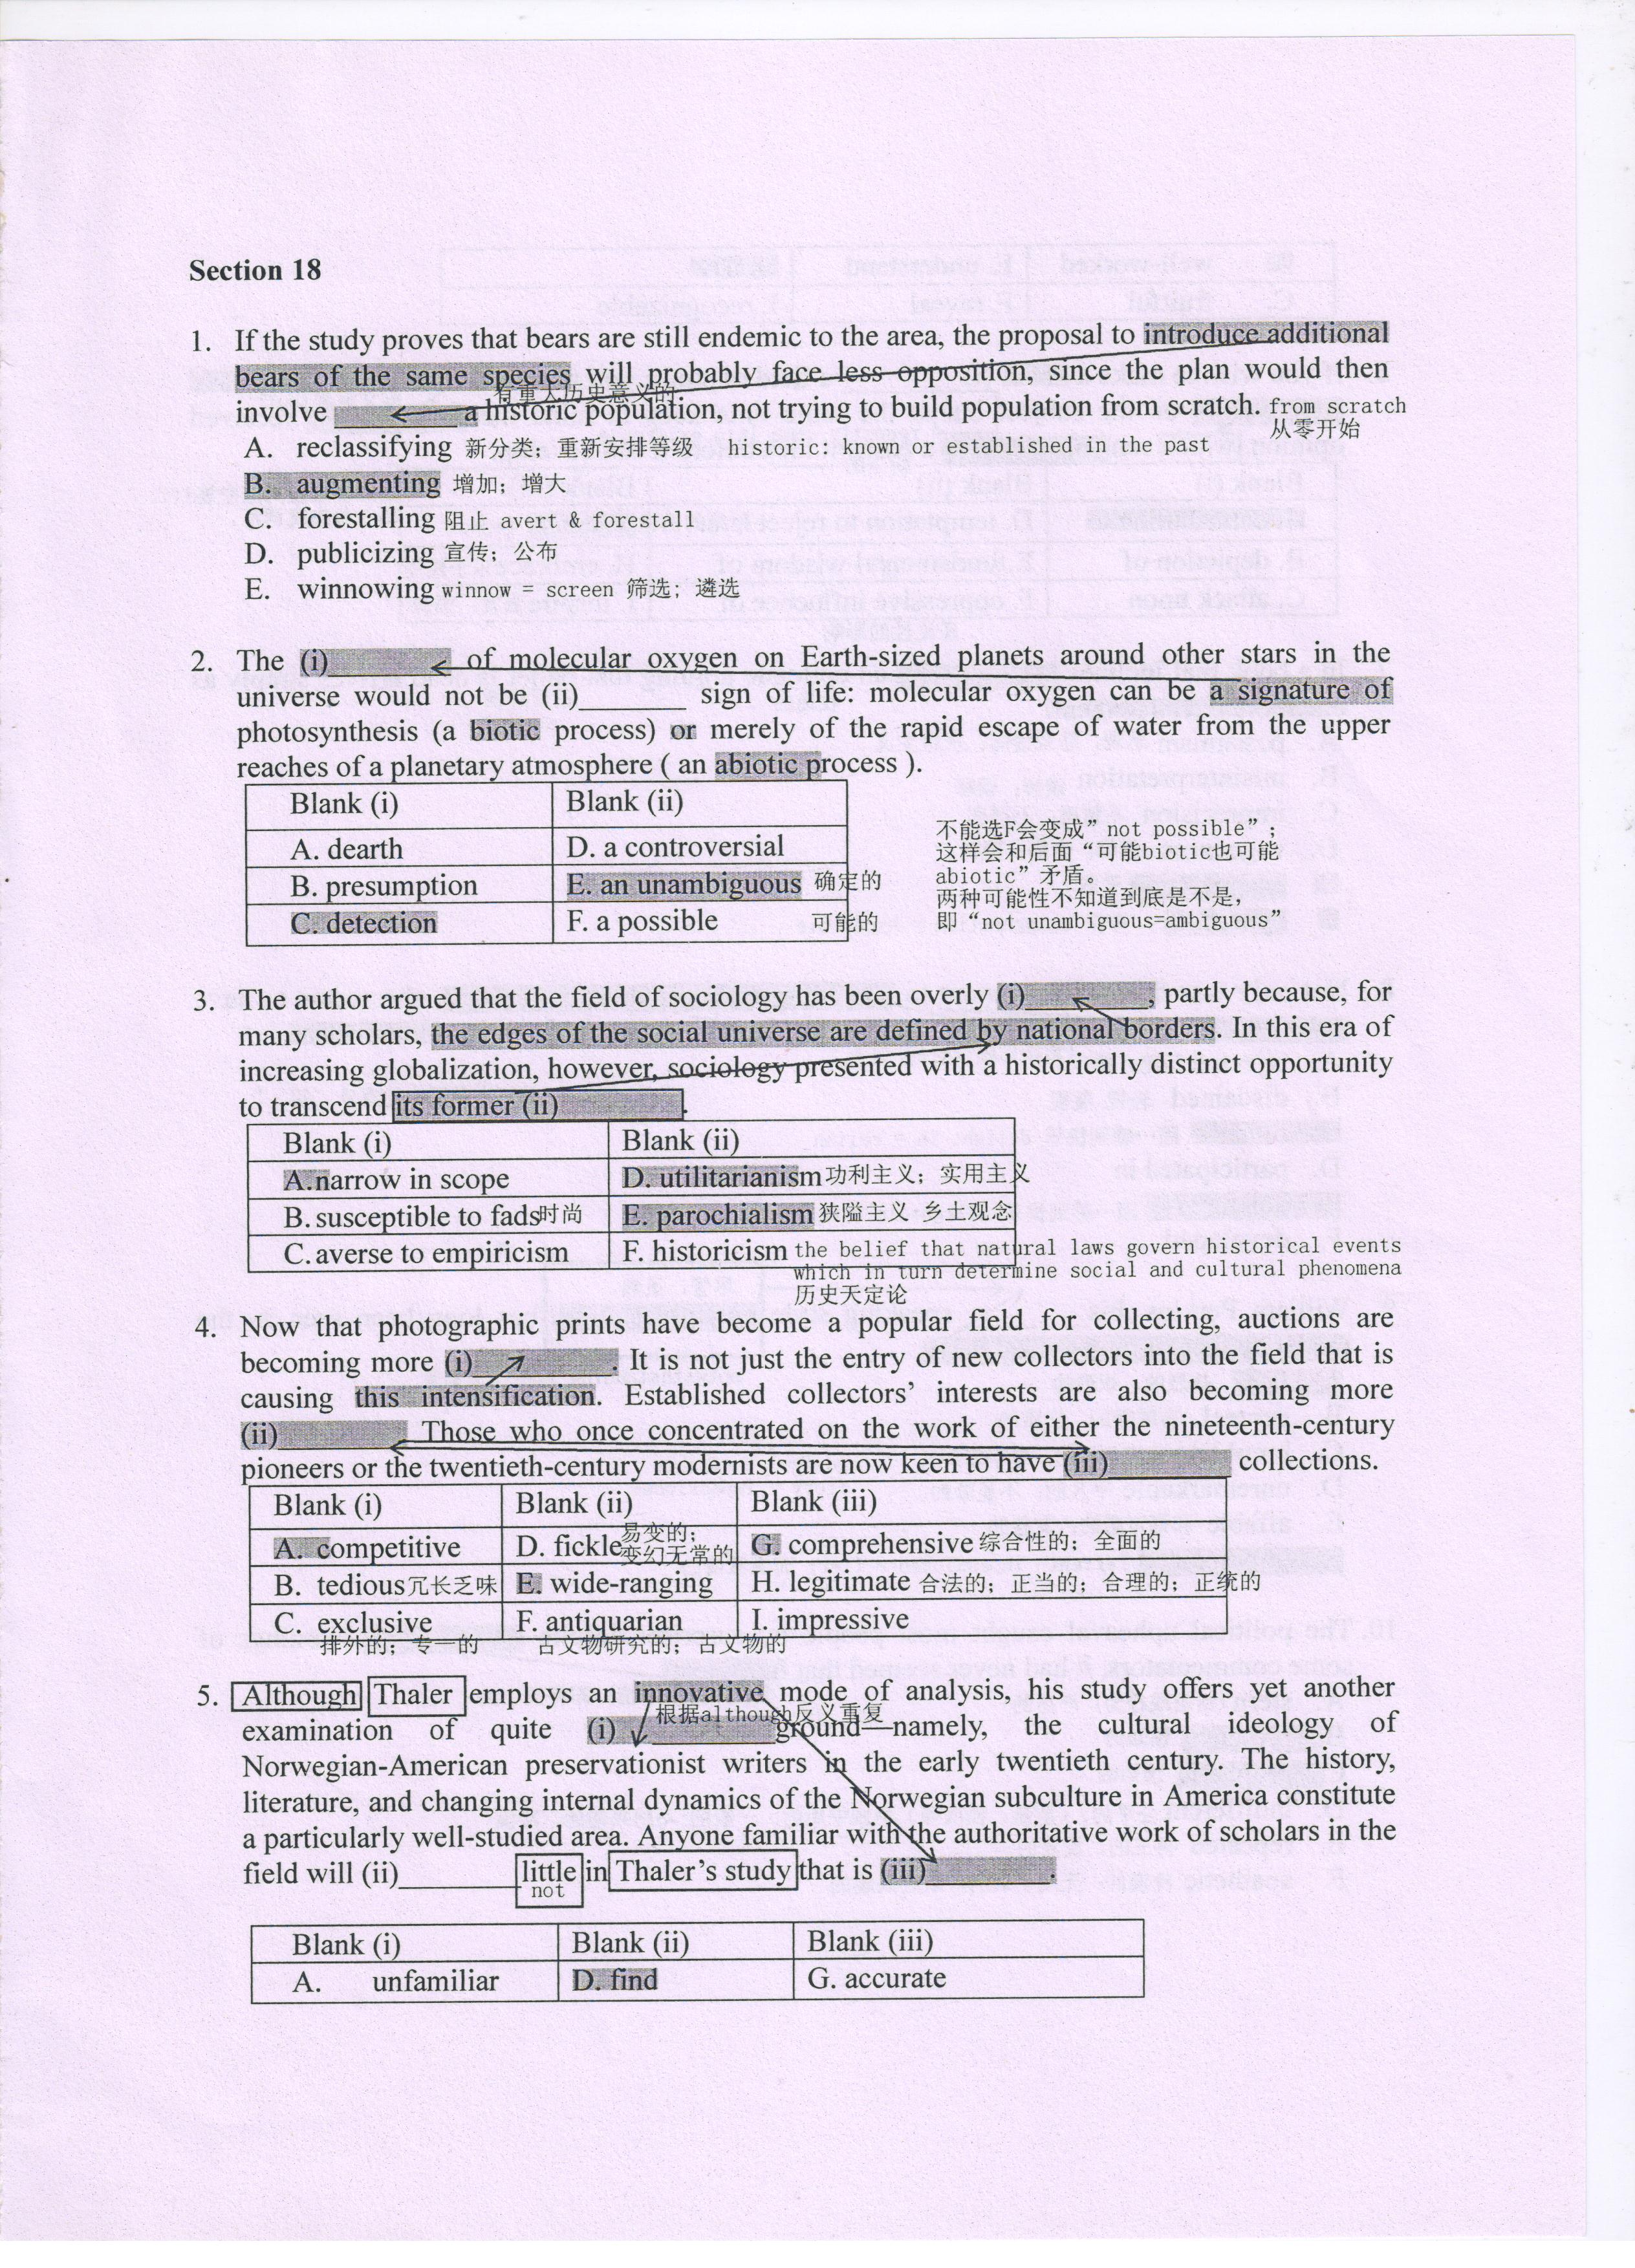 Section 18
1. If the study proves that bears are still endemic to the area, the proposal to introduce additional
bears of the same species will probably face less opposition, since the plan would then
有重大历史意义的
involve ________ a historic population, not trying to build population from scratch. from scratch
从零开始
A. reclassifying 新分类；重新安排等级 historic: known or established in the past
B. augmenting 增加；增大
C. forestalling 阻止 avert & forestall
D. publicizing 宣传；公布
E. winnowing winnow = screen 筛选；遴选
2. The (i)________ of molecular oxygen on Earth-sized planets around other stars in the
universe would not be (ii)________ sign of life: molecular oxygen can be a signature of
photosynthesis (a biotic process) or merely of the rapid escape of water from the upper
reaches of a planetary atmosphere ( an abiotic process ).
Blank (i) Blank (ii)
A. dearth D. a controversial
B. presumption E. an unambiguous 确定的
C. detection F. a possible 可能的
不能选F会变成” not possible” ；
这样会和后面 “可能biotic也可能
abiotic” 矛盾。
两种可能性不知道到底是不是，
即 “not unambiguous=ambiguous”
3. The author argued that the field of sociology has been overly (i)________, partly because, for
many scholars, the edges of the social universe are defined by national borders. In this era of
increasing globalization, however, sociology presented with a historically distinct opportunity
to transcend its former (ii)________.
Blank (i) Blank (ii)
A. narrow in scope D. utilitarianism 功利主义；实用主义
B. susceptible to fads 时尚 E. parochialism 狭隘主义 乡土观念
C. averse to empiricism F. historicism the belief that natural laws govern historical events
which in turn determine social and cultural phenomena
历史天定论
4. Now that photographic prints have become a popular field for collecting, auctions are
becoming more (i)________. It is not just the entry of new collectors into the field that is
causing this intensification. Established collectors’ interests are also becoming more
(ii)________ Those who once concentrated on the work of either the nineteenth-century
pioneers or the twentieth-century modernists are now keen to have (iii)________ collections.
Blank (i) Blank (ii) Blank (iii)
A. competitive D. fickle 易变的；变幻无常的 G. comprehensive 综合性的；全面的
B. tedious 冗长乏味 E. wide-ranging H. legitimate 合法的；正当的；合理的；正统的
C. exclusive F. antiquarian I. impressive
排外的；专一的 古文物研究的；古文物的
5. Although Thaler employs an innovative mode of analysis, his study offers yet another
根据although反义重复
examination of quite (i)________ ground—namely, the cultural ideology of
Norwegian-American preservationist writers in the early twentieth century. The history,
literature, and changing internal dynamics of the Norwegian subculture in America constitute
a particularly well-studied area. Anyone familiar with the authoritative work of scholars in the
field will (ii)________ little in Thaler’s study that is (iii)________.
not
Blank (i) Blank (ii) Blank (iii)
A. unfamiliar D. find G. accurate